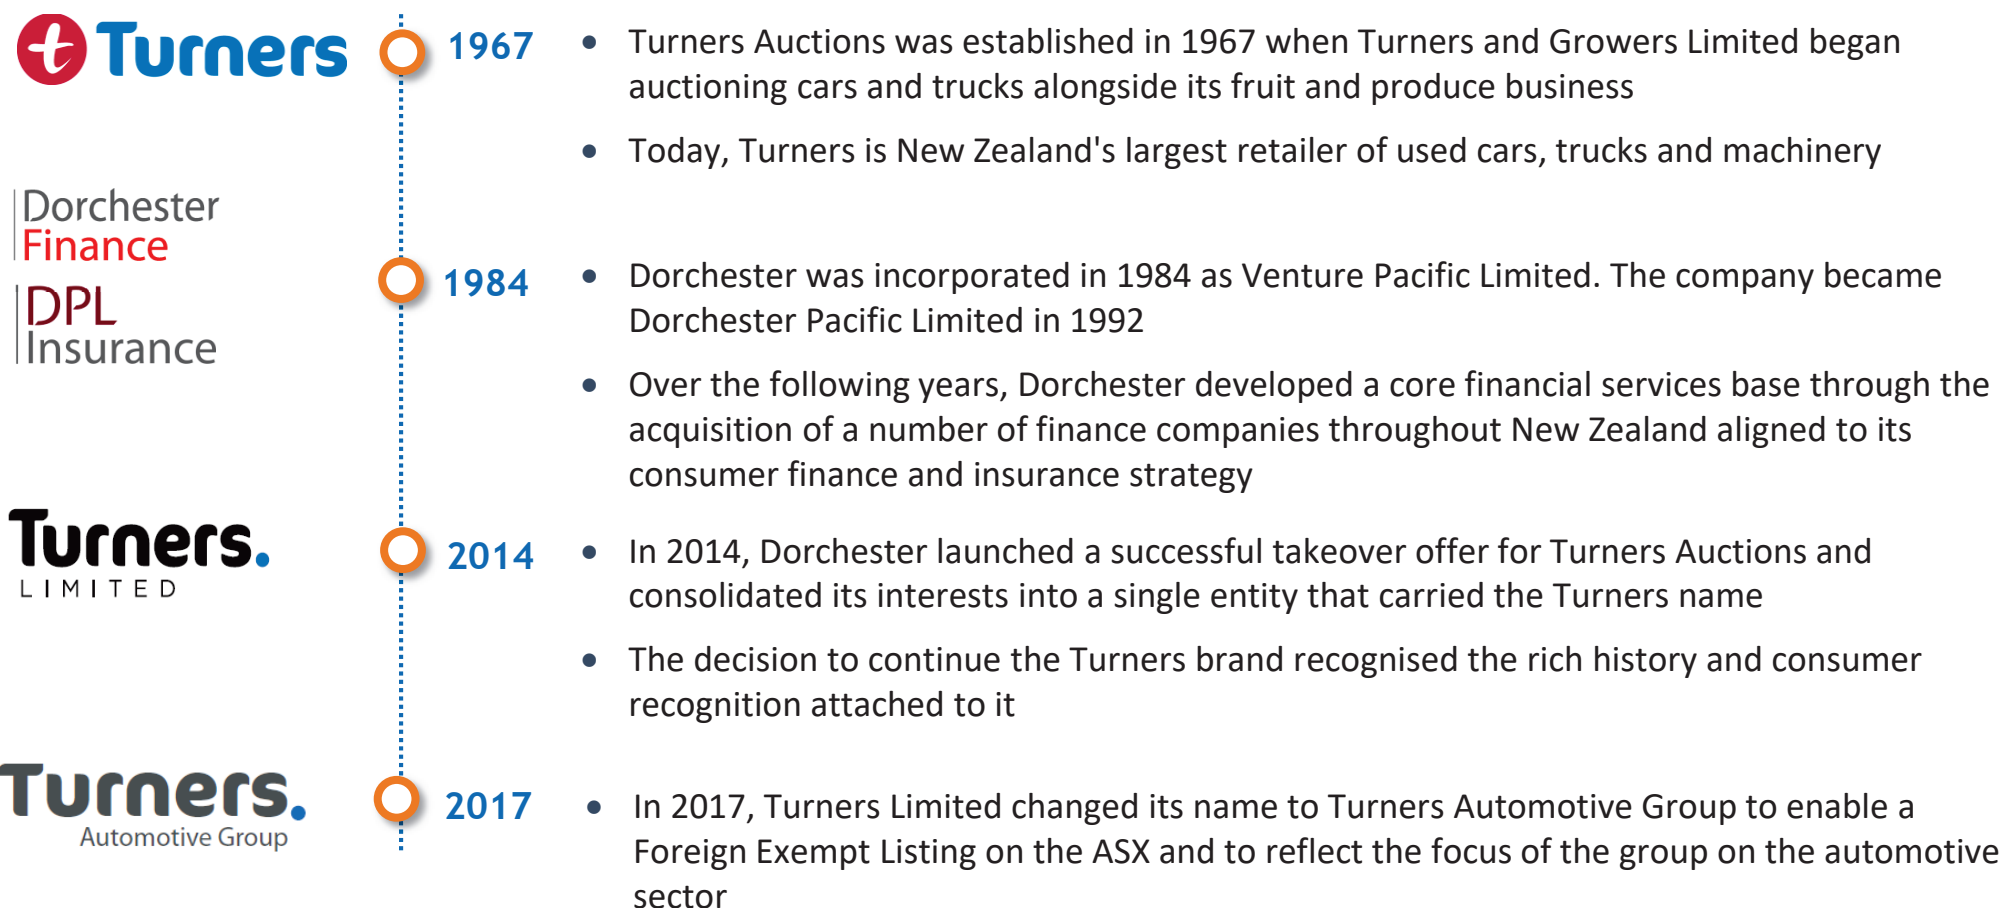 t Turners
1967
• Turners Auctions was established in 1967 when Turners and Growers Limited began
auctioning cars and trucks alongside its fruit and produce business
• Today, Turners is New Zealand's largest retailer of used cars, trucks and machinery
Dorchester
Finance
DPL
Insurance
1984
• Dorchester was incorporated in 1984 as Venture Pacific Limited. The company became
Dorchester Pacific Limited in 1992
• Over the following years, Dorchester developed a core financial services base through the
acquisition of a number of finance companies throughout New Zealand aligned to its
consumer finance and insurance strategy
Turners.
LIMITED
2014
• In 2014, Dorchester launched a successful takeover offer for Turners Auctions and
consolidated its interests into a single entity that carried the Turners name
• The decision to continue the Turners brand recognised the rich history and consumer
recognition attached to it
Turners.
Automotive Group
2017
• In 2017, Turners Limited changed its name to Turners Automotive Group to enable a
Foreign Exempt Listing on the ASX and to reflect the focus of the group on the automotive
sector